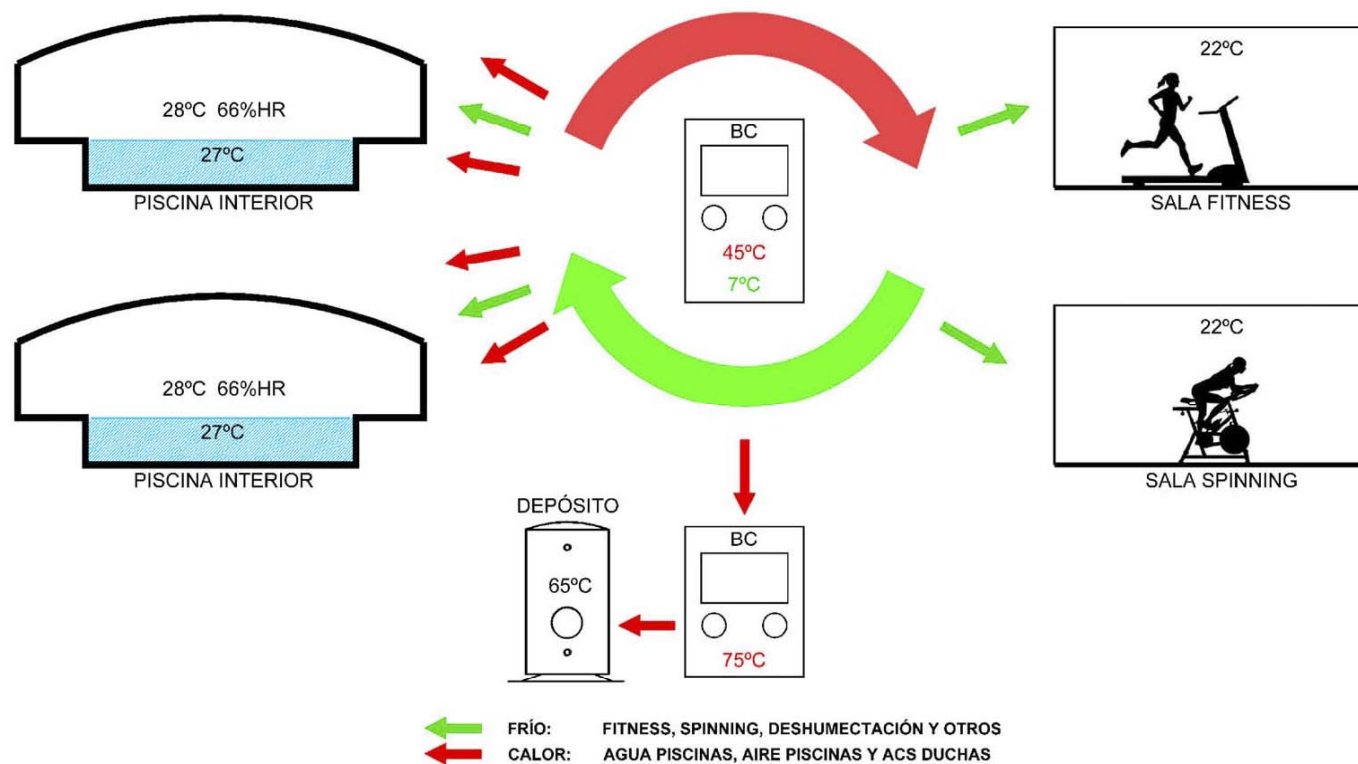 28ºC 66%HR
27ºC
PISCINA INTERIOR
28ºC 66%HR
27ºC
PISCINA INTERIOR
BC
45ºC
7ºC
22ºC
SALA FITNESS
22ºC
SALA SPINNING
DEPÓSITO
65ºC
BC
75ºC
FRÍO: FITNESS, SPINNING, DESHUMECTACIÓN Y OTROS
CALOR: AGUA PISCINAS, AIRE PISCINAS Y ACS DUCHAS